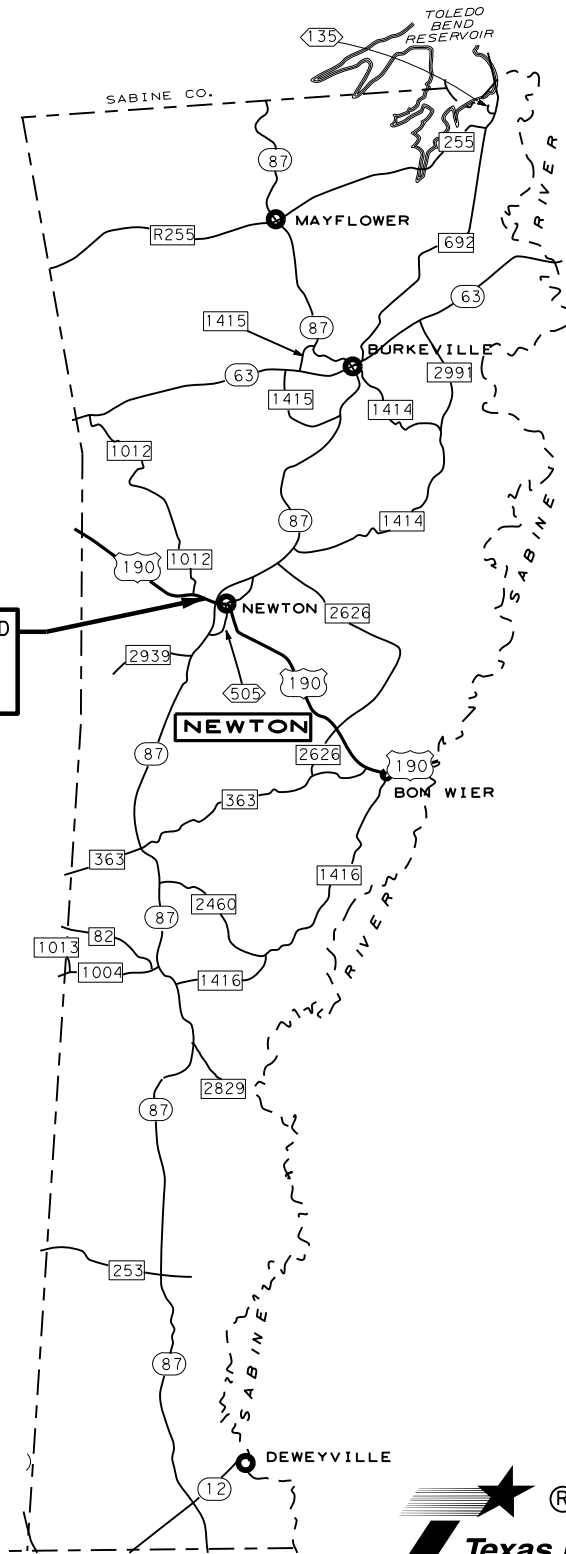 TOLEDO
BEND
RESERVOIR
135
SABINE CO.
255
87
MAYFLOWER
RIVER
R255
692
63
1415
87
BURKEVILLE
63
2991
1415
1414
1012
87
1414
SABINE
190
1012
NEWTON
2626
D
2939
505
190
NEWTON
87
2626
190
BON WIER
363
363
1416
2460
87
82
RIVER
1013
1004
1416
2829
87
253
SABINE
87
DEWEYVILLE
12
®
Texas